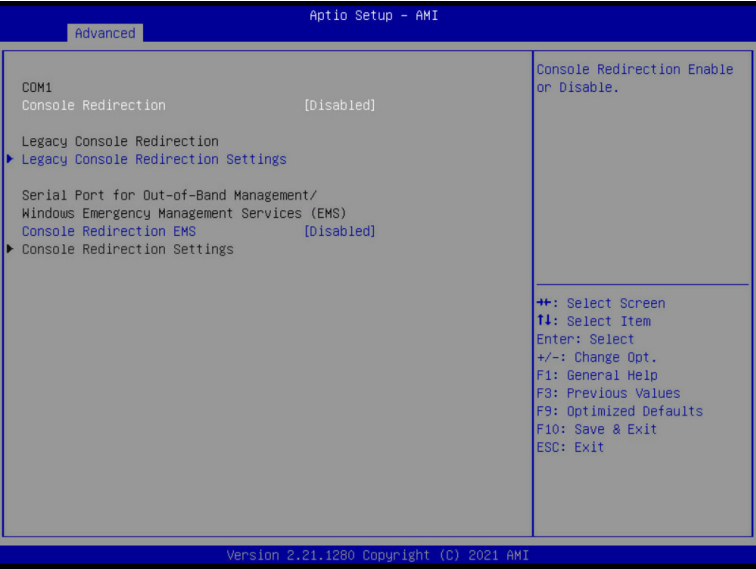 Aptio Setup – AMI
Advanced
COM1
Console Redirection [Disabled]
Legacy Console Redirection
Legacy Console Redirection Settings
Serial Port for Out-of-Band Management/
Windows Emergency Management Services (EMS)
Console Redirection EMS [Disabled]
Console Redirection Settings
Console Redirection Enable
or Disable.
→←: Select Screen
↑↓: Select Item
Enter: Select
+/-: Change Opt.
F1: General Help
F3: Previous Values
F9: Optimized Defaults
F10: Save & Exit
ESC: Exit
Version 2.21.1280 Copyright (C) 2021 AMI